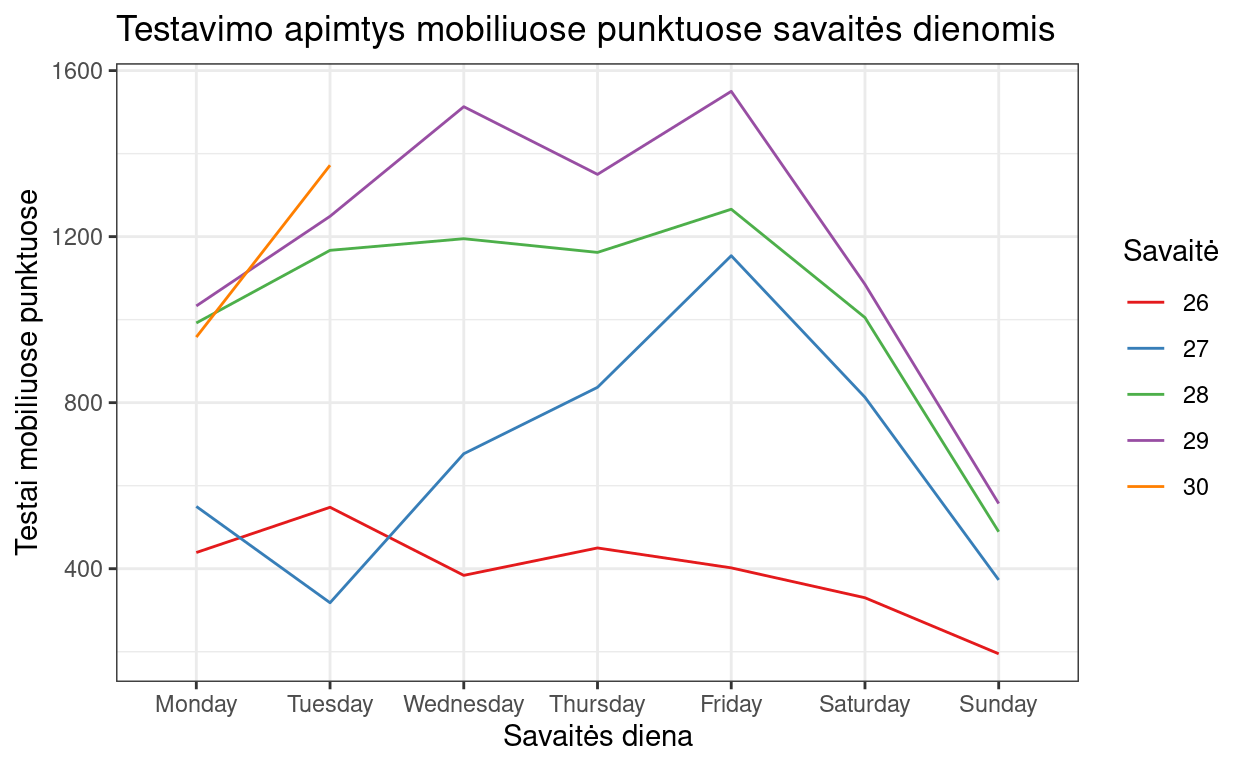 Testavimo apimtys mobiliuose punktuose savaitės dienomis
Testai mobiliuose punktuose
1600
1200
800
400
Monday Tuesday Wednesday Thursday Friday Saturday Sunday
Savaitės diena
Savaitė
26
27
28
29
30